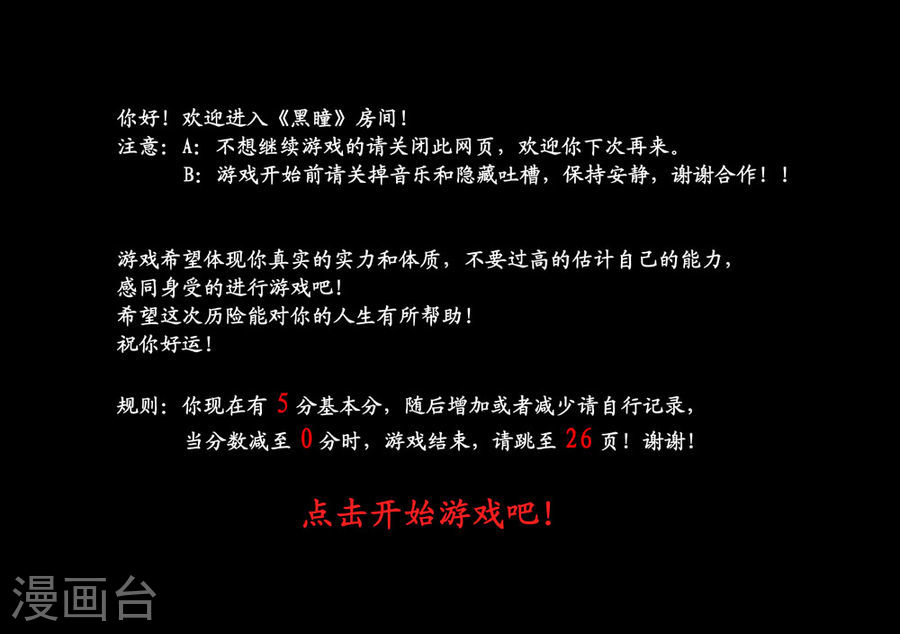 你好！欢迎进入《黑瞳》房间！
注意：A：不想继续游戏的请关闭此网页，欢迎你下次再来。
B：游戏开始前请关掉音乐和隐藏吐槽，保持安静，谢谢合作！！
游戏希望体现你真实的实力和体质，不要过高的估计自己的能力，
感同身受的进行游戏吧！
希望这次历险能对你的人生有所帮助！
祝你好运！
规则：你现在有 5 分基本分，随后增加或者减少请自行记录，
当分数减至 0 分时，游戏结束，请跳至 26 页！谢谢！
点击开始游戏吧！
漫画台